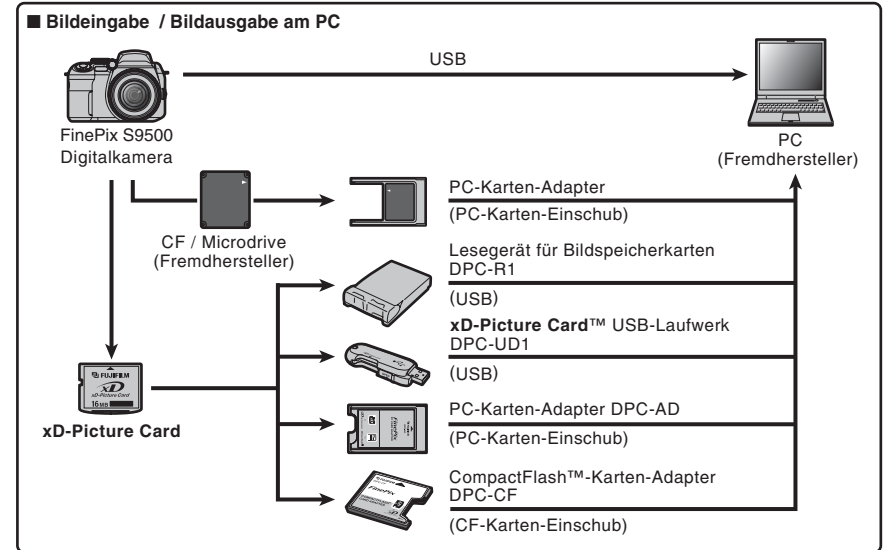 ■ Bildeingabe / Bildausgabe am PC
USB
FinePix S9500
Digitalkamera
PC
(Fremdhersteller)
PC-Karten-Adapter
(PC-Karten-Einschub)
CF / Microdrive
(Fremdhersteller)
Lesegerät für Bildspeicherkarten
DPC-R1
(USB)
xD-Picture Card™ USB-Laufwerk
DPC-UD1
(USB)
FUJIFILM
xD
xD-Picture Card
16MB
xD-Picture Card
PC-Karten-Adapter DPC-AD
(PC-Karten-Einschub)
FinePix
CompactFlash™-Karten-Adapter
DPC-CF
(CF-Karten-Einschub)
FinePix